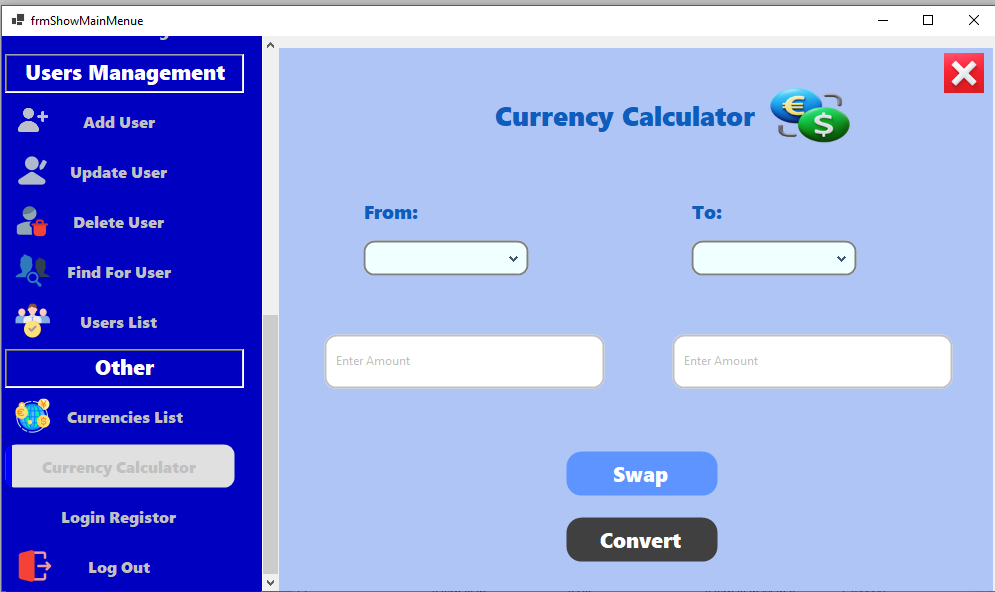 frmShowMainMenue
Users Management
Add User
Update User
Delete User
Find For User
Users List
Other
Currencies List
Currency Calculator
Login Registor
Log Out
Currency Calculator
From:
To:
Enter Amount
Enter Amount
Swap
Convert